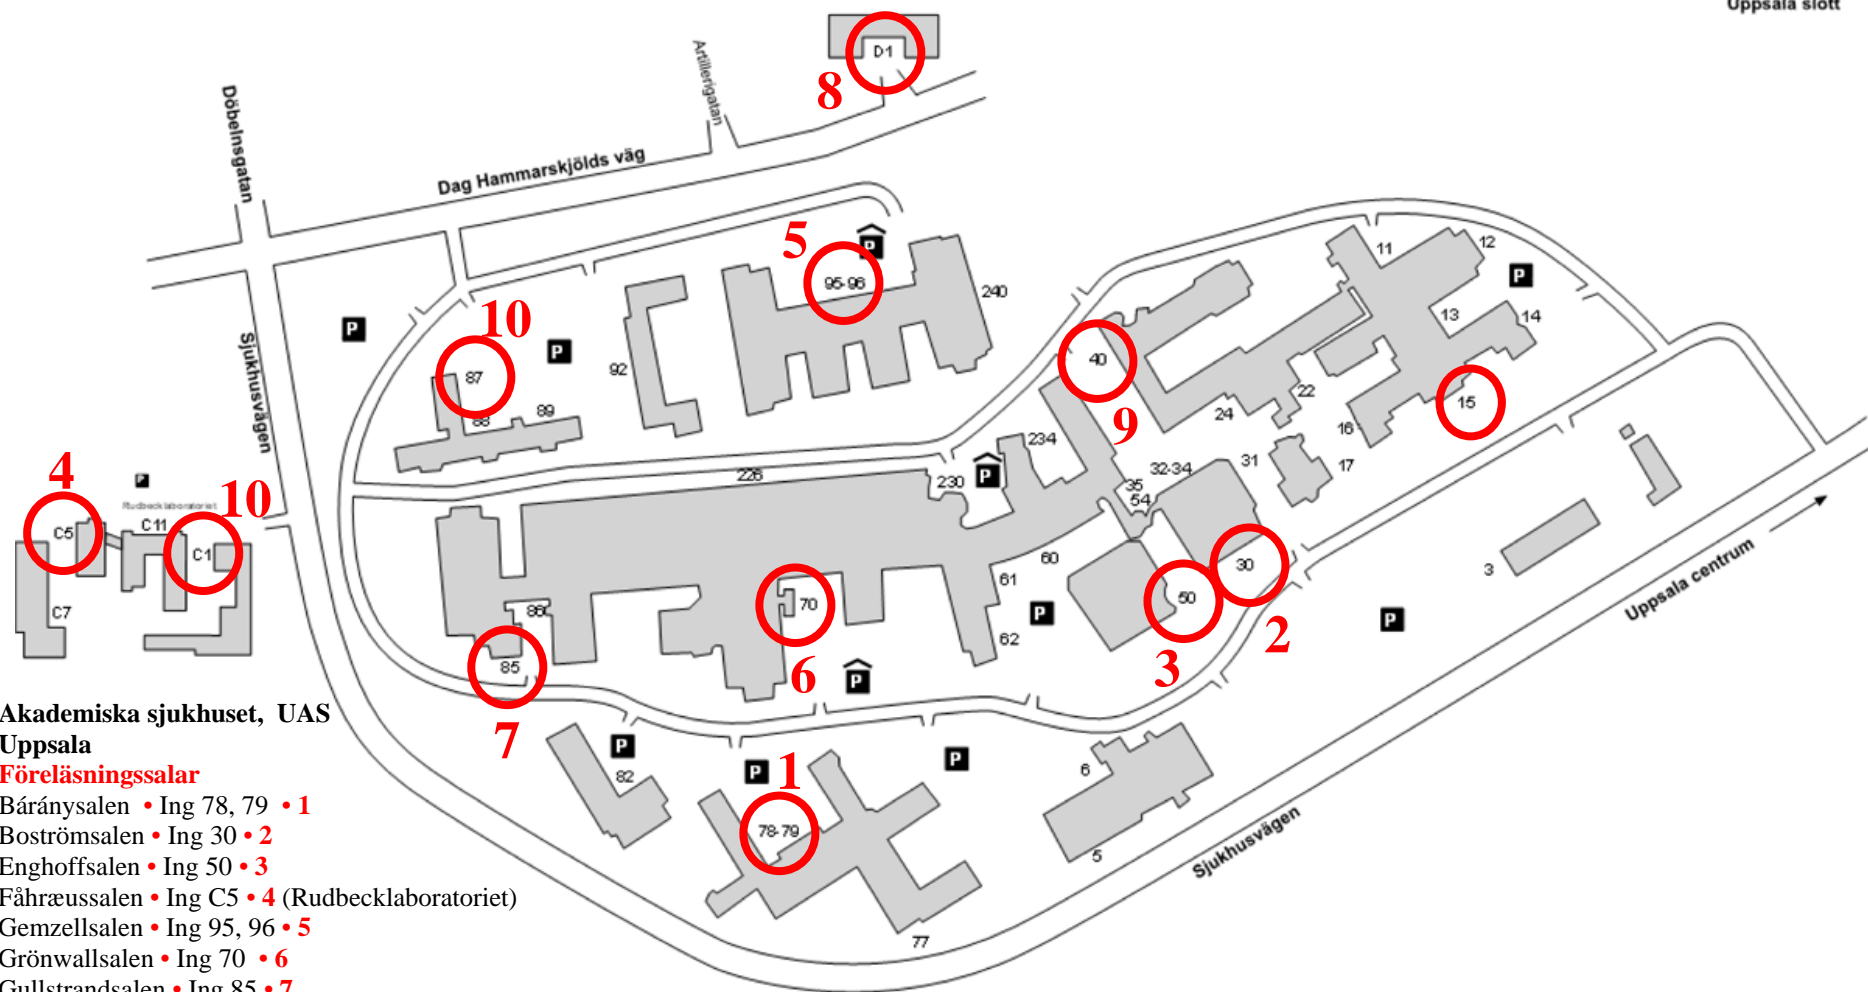 Uppsala slott
D1
8
Artillerigatan
Döbelnsgatan
Dag Hammarskjölds väg
5
P
95-96
240
11
12
P
13
14
10
P
P
87
92
40
22
24
15
9
16
17
88
89
Sjukhusvägen
226
230
P
234
32-34
31
35
54
4
P
Rudbecklaboratoriet
10
C5
C11
C1
C7
60
61
62
30
50
3
2
3
P
P
Uppsala centrum
86
85
7
70
6
P
P
82
P
1
P
78-79
77
6
5
Sjukhusvägen
Akademiska sjukhuset, UAS
Uppsala
Föreläsningssalar
Báránysalen • Ing 78, 79 • 1
Boströmsalen • Ing 30 • 2
Enghoffsalen • Ing 50 • 3
Fåhræussalen • Ing C5 • 4 (Rudbecklaboratoriet)
Gemzellsalen • Ing 95, 96 • 5
Grönwallsalen • Ing 70 • 6
Gullstrandsalen • Ing 85 • 7